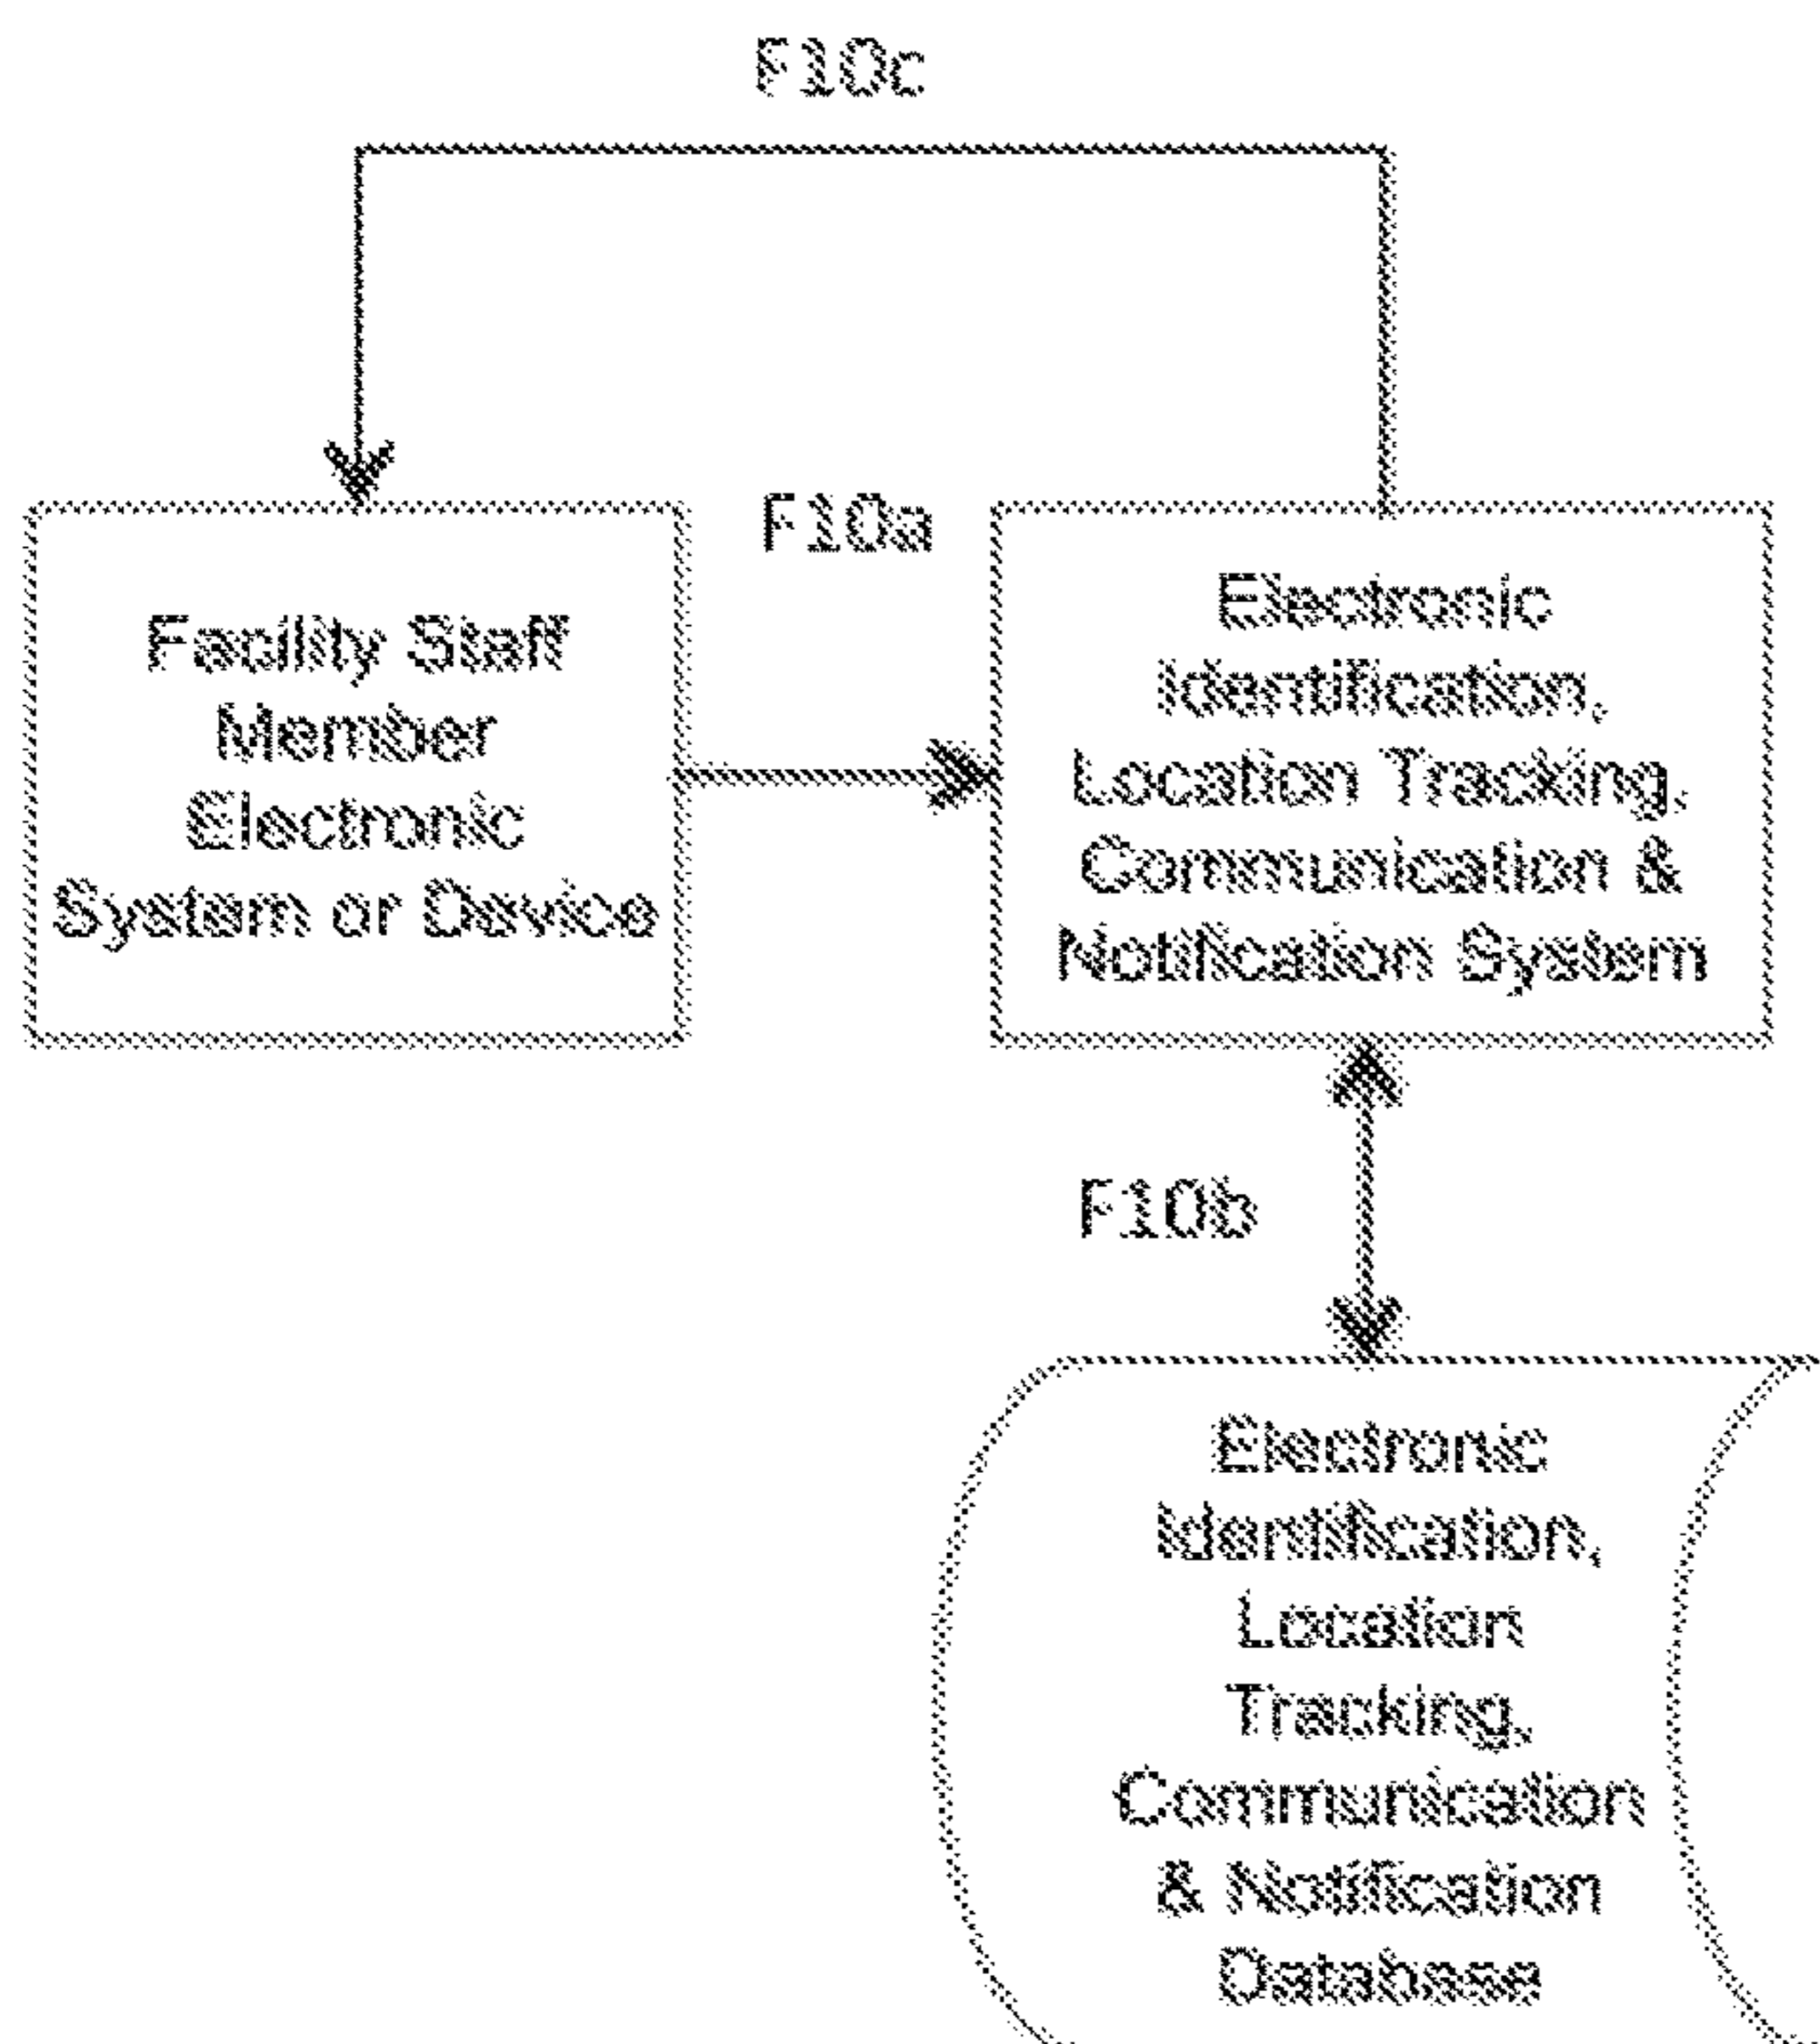 F10c
F10a
Facility Staff
Member
Electronic
System or Device
Electronic
Identification,
Location Tracking,
Communication &
Notification System
F10b
Electronic
Identification,
Location
Tracking,
Communication
& Notification
Database